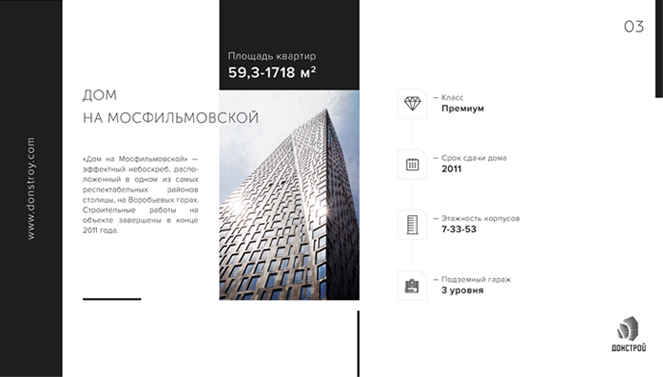 03
Площадь квартир
59,3-1718 м²
ДОМ
НА МОСФИЛЬМОВСКОЙ
«Дом на Мосфильмовской» —
эффектный небоскреб, распо-
ложенный в одном из самых
респектабельных районов
столицы, на Воробьевых горах.
Строительные работы на
объекте завершены в конце
2011 года.
www.donstroy.com
— Класс
Премиум
— Срок сдачи дома
2011
— Этажность корпусов
7-33-53
— Подземный гараж
3 уровня
ДОНСТРОЙ